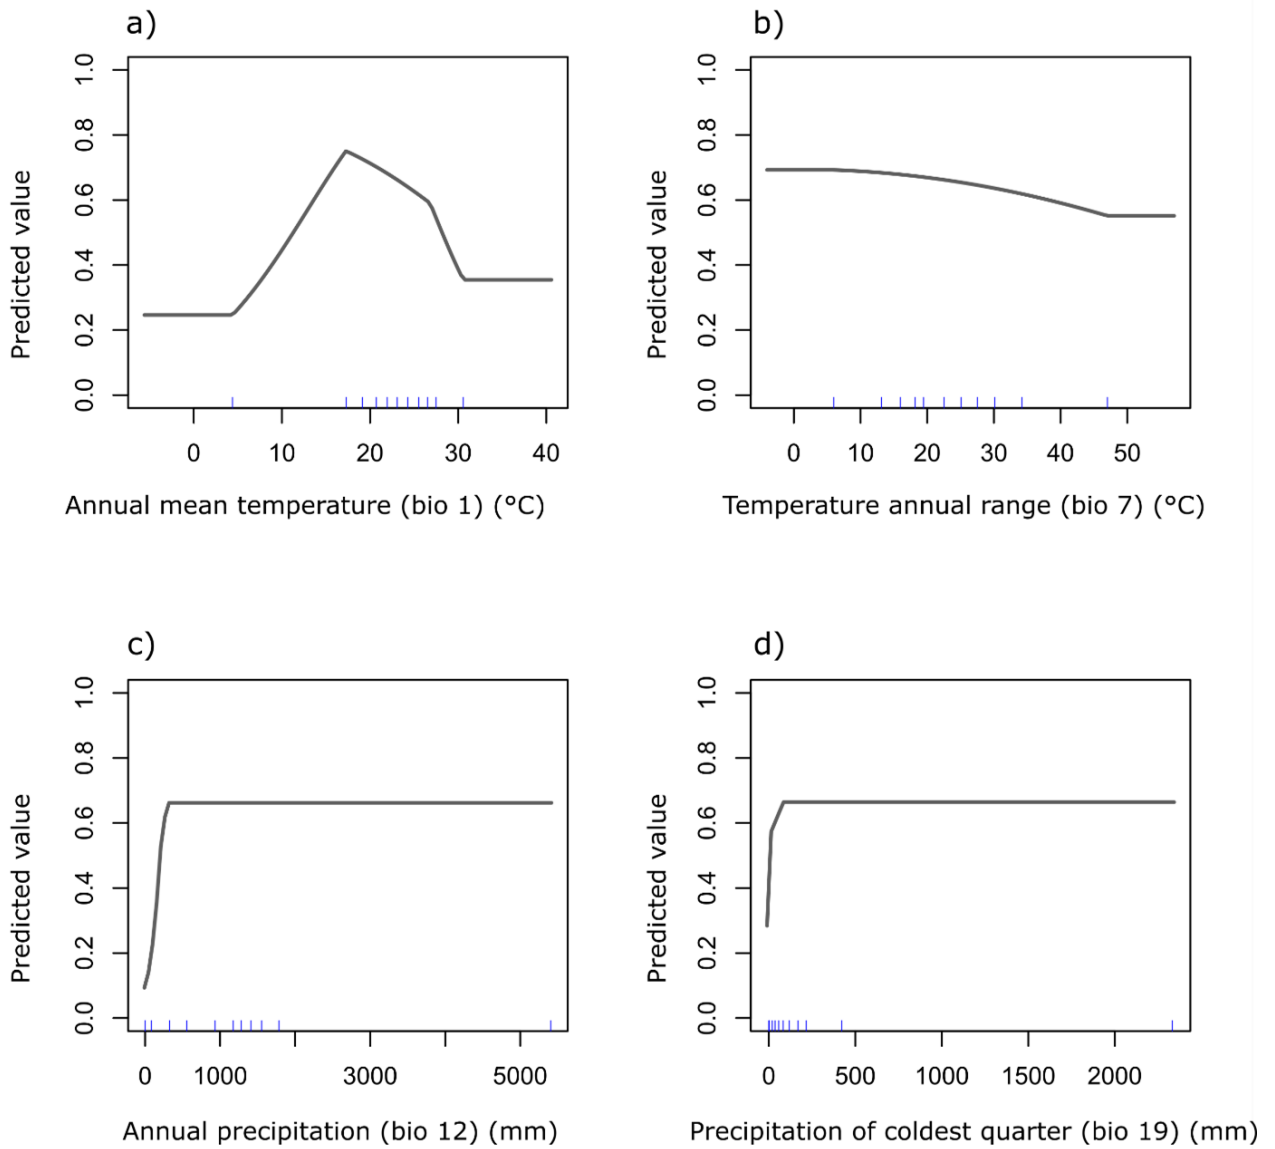 a)
1.0
0.8
0.6
0.4
0.2
0.0
Predicted value
0 10 20 30 40
Annual mean temperature (bio 1) (°C)
b)
1.0
0.8
0.6
0.4
0.2
0.0
Predicted value
0 10 20 30 40 50
Temperature annual range (bio 7) (°C)
c)
1.0
0.8
0.6
0.4
0.2
0.0
Predicted value
0 1000 3000 5000
Annual precipitation (bio 12) (mm)
d)
1.0
0.8
0.6
0.4
0.2
0.0
Predicted value
0 500 1000 1500 2000
Precipitation of coldest quarter (bio 19) (mm)